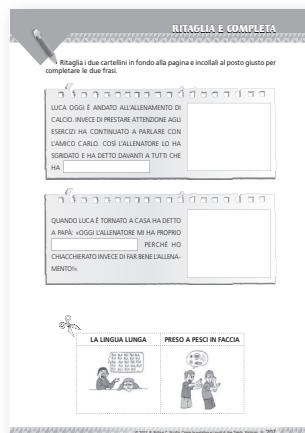 RITAGLIA E COMPLETA
Ritaglia i due cartellini in fondo alla pagina e incollali al posto giusto per
completare le due frasi.
LUCA OGGI È ANDATO ALL'ALLENAMENTO DI
CALCIO. INVECE DI PRESTARE ATTENZIONE AGLI
ESERCIZI HA CONTINUATO A PARLARE CON
L'AMICO CARLO. COSÌ L'ALLENATORE LO HA
SGRIDATO E HA DETTO DAVANTI A TUTTI CHE
HA
QUANDO LUCA È TORNATO A CASA HA DETTO
A PAPÀ: «OGGI L'ALLENATORE MI HA PROPRIO
PERCHÉ HO
CHIACCHIERATO INVECE DI FAR BENE L'ALLENA-
MENTO!»
LA LINGUA LUNGA PRESO A PESCI IN FACCIA